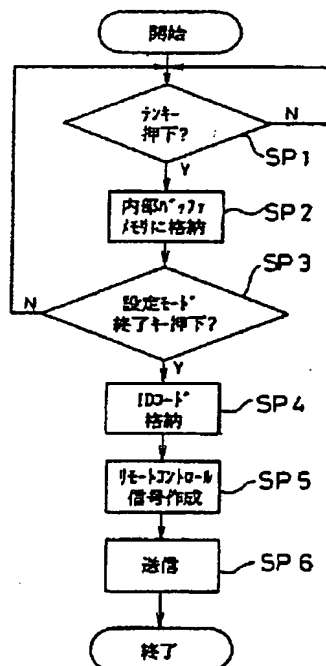 開始
テンキー
押下?
N
SP1
Y
内部バッファ
メモリに格納
SP2
SP3
設定モード
終了キー押下?
N
Y
IDコード
格納
SP4
リモートコントロール
信号作成
SP5
送信
SP6
終了